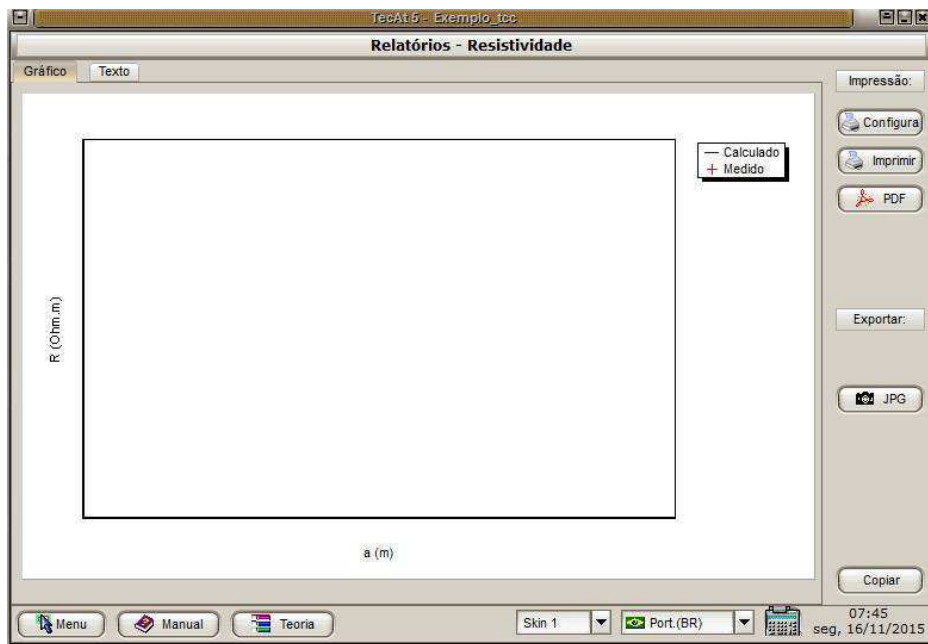 TecAt 5 - Exemplo_tcc
Relatórios - Resistividade
Gráfico
Texto
Impressão:
Configura
Imprimir
PDF
Calculado
Medido
R (Ohm.m)
a (m)
Exportar:
JPG
Copiar
Menu
Manual
Teoria
Skin 1
Port.(BR)
07:45
seg, 16/11/2015